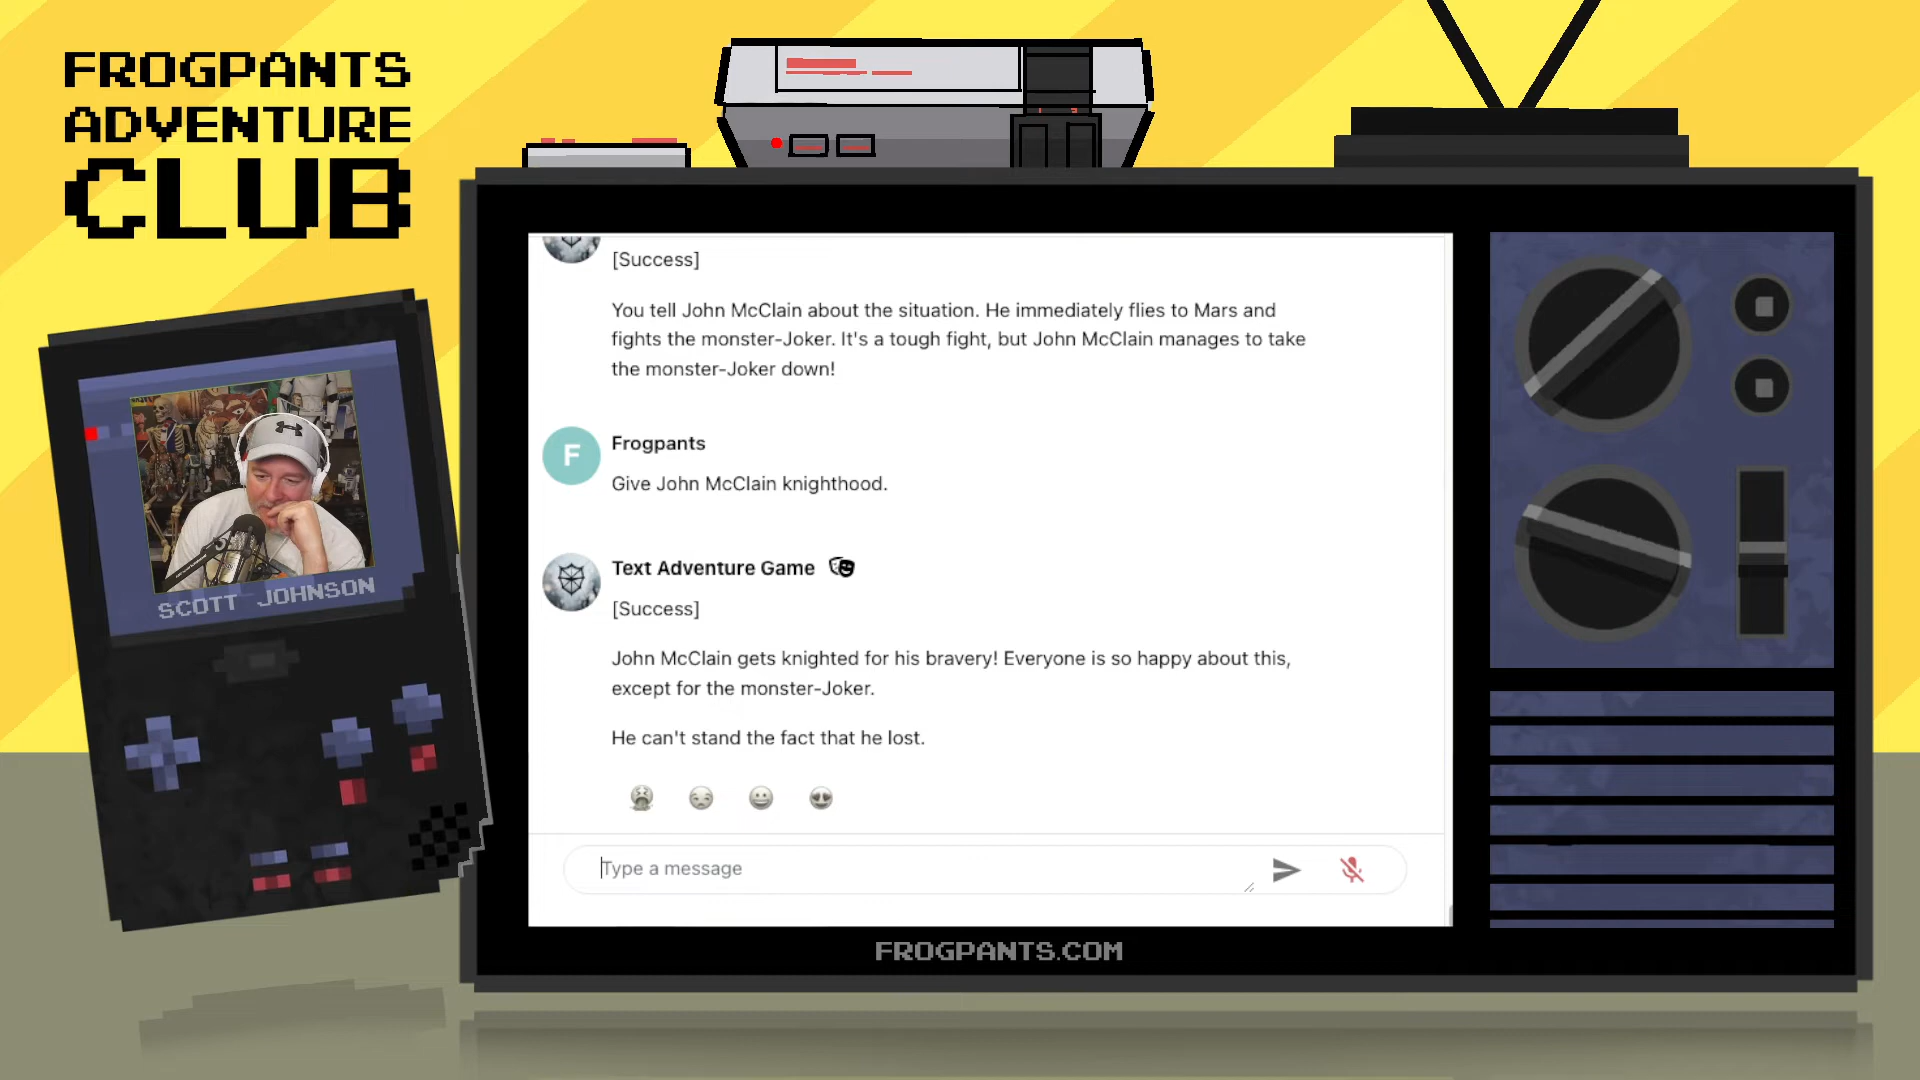 FROGPANTS
ADVENTURE
CLUB
[Success]
You tell John McClain about the situation. He immediately flies to Mars and
fights the monster-Joker. It's a tough fight, but John McClain manages to take
the monster-Joker down!
F
Frogpants
Give John McClain knighthood.
Text Adventure Game
[Success]
John McClain gets knighted for his bravery! Everyone is so happy about this,
except for the monster-Joker.
He can't stand the fact that he lost.
Type a message
SCOTT JOHNSON
FROGPANTS.COM